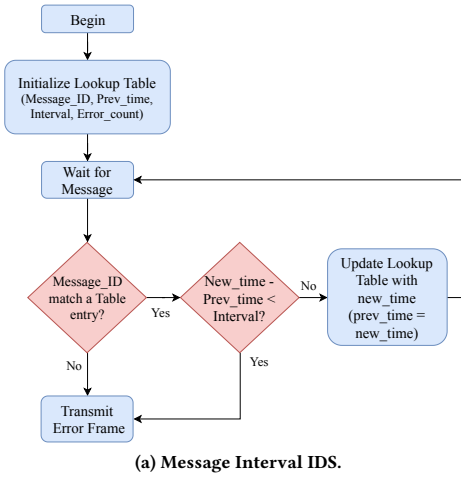 Begin
Initialize Lookup Table
(Message_ID, Prev_time,
Interval, Error_count)
Wait for
Message
Message_ID
match a Table
entry?
Yes
New_time -
Prev_time <
Interval?
No
Update Lookup
Table with
new_time
(prev_time =
new_time)
No
Yes
Transmit
Error Frame
(a) Message Interval IDS.